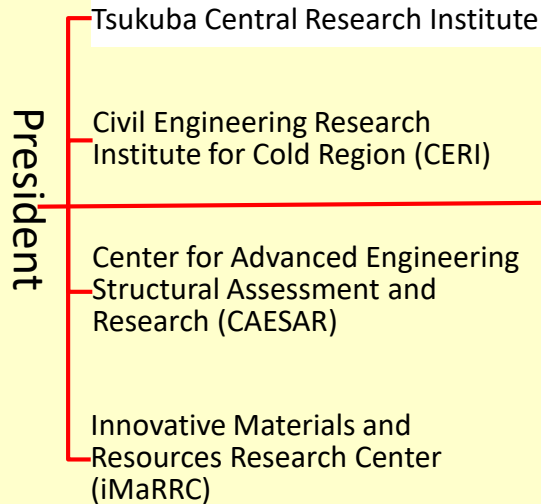 President
Tsukuba Central Research Institute
Civil Engineering Research
Institute for Cold Region (CERI)
Center for Advanced Engineering
Structural Assessment and
Research (CAESAR)
Innovative Materials and
Resources Research Center
(iMaRRC)